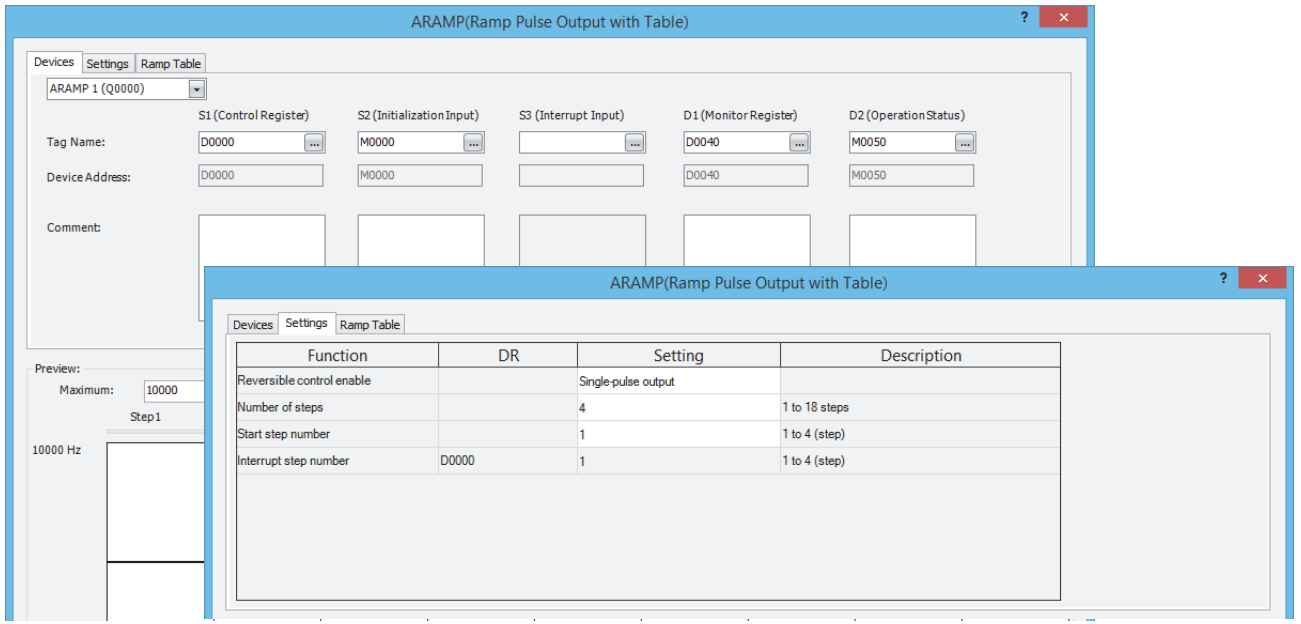 ARAMP(Ramp Pulse Output with Table)
? ×
Devices Settings Ramp Table
ARAMP 1 (Q0000)
S1 (Control Register) S2 (Initialization Input) S3 (Interrupt Input) D1 (Monitor Register) D2 (Operation Status)
Tag Name: D0000 ... M0000 ... ... D0040 ... M0050 ...
Device Address: D0000 M0000 D0040 M0050
Comment:
Preview:
Maximum: 10000
Step1
10000 Hz
ARAMP(Ramp Pulse Output with Table)
? ×
Devices Settings Ramp Table
Function DR Setting Description
Reversible control enable Single-pulse output
Number of steps 4 1 to 18 steps
Start step number 1 1 to 4 (step)
Interrupt step number D0000 1 1 to 4 (step)